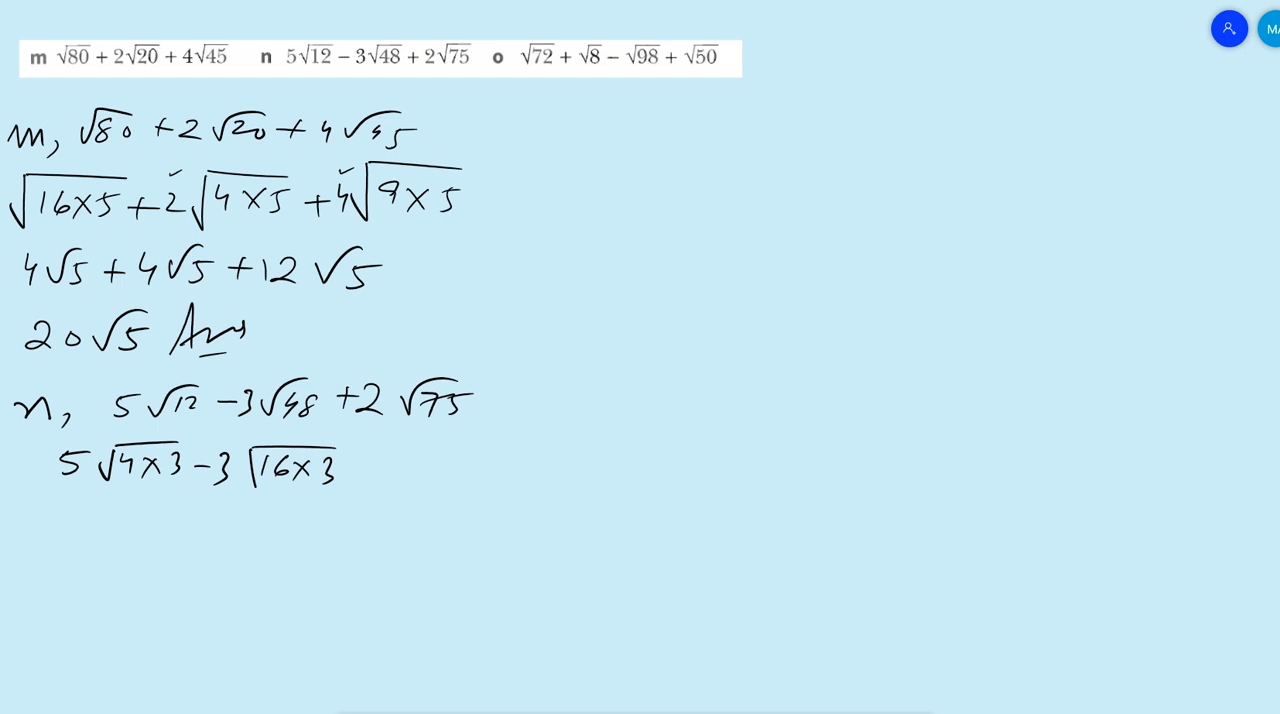 m √80 + 2√20 + 4√45 n 5√12 − 3√48 + 2√75 o √72 + √8 − √98 + √50
MA
m, √80 + 2√20 + 4√45
√16×5 + 2√4×5 + 4√9×5
4√5 + 4√5 + 12√5
20√5 Ans
n, 5√12 − 3√48 + 2√75
5√4×3 − 3√16×3